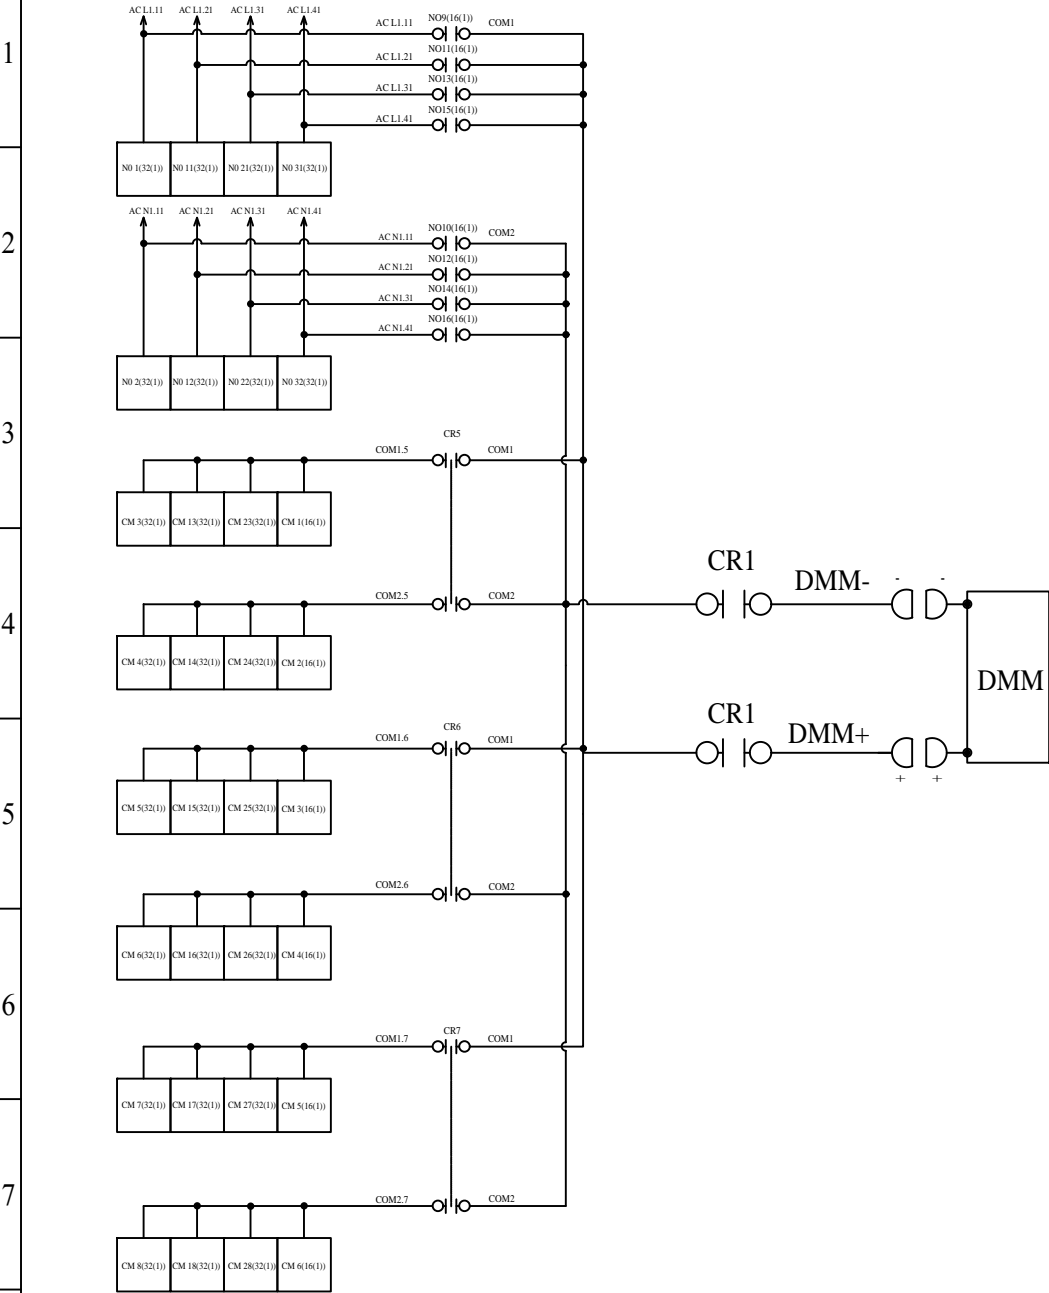 AC L1.11 AC L1.21 AC L1.31 AC L1.41
AC L1.11 NO9(16(1)) COM1
1
AC L1.21 NO11(16(1))
AC L1.31 NO13(16(1))
AC L1.41 NO15(16(1))
N0 1(32(1)) N0 11(32(1)) N0 21(32(1)) N0 31(32(1))
AC N1.11 AC N1.21 AC N1.31 AC N1.41
2
AC N1.11 NO10(16(1)) COM2
AC N1.21 NO12(16(1))
AC N1.31 NO14(16(1))
AC N1.41 NO16(16(1))
N0 2(32(1)) N0 12(32(1)) N0 22(32(1)) N0 32(32(1))
3
CR5
COM1.5 COM1
CM 3(32(1)) CM 13(32(1)) CM 23(32(1)) CM 1(16(1))
CR1 DMM- - -
COM2.5 COM2
4
CM 4(32(1)) CM 14(32(1)) CM 24(32(1)) CM 2(16(1))
DMM
CR1 DMM+
CR6
COM1.6 COM1
+ +
CM 5(32(1)) CM 15(32(1)) CM 25(32(1)) CM 3(16(1))
5
COM2.6 COM2
CM 6(32(1)) CM 16(32(1)) CM 26(32(1)) CM 4(16(1))
6
CR7
COM1.7 COM1
CM 7(32(1)) CM 17(32(1)) CM 27(32(1)) CM 5(16(1))
7
COM2.7 COM2
CM 8(32(1)) CM 18(32(1)) CM 28(32(1)) CM 6(16(1))